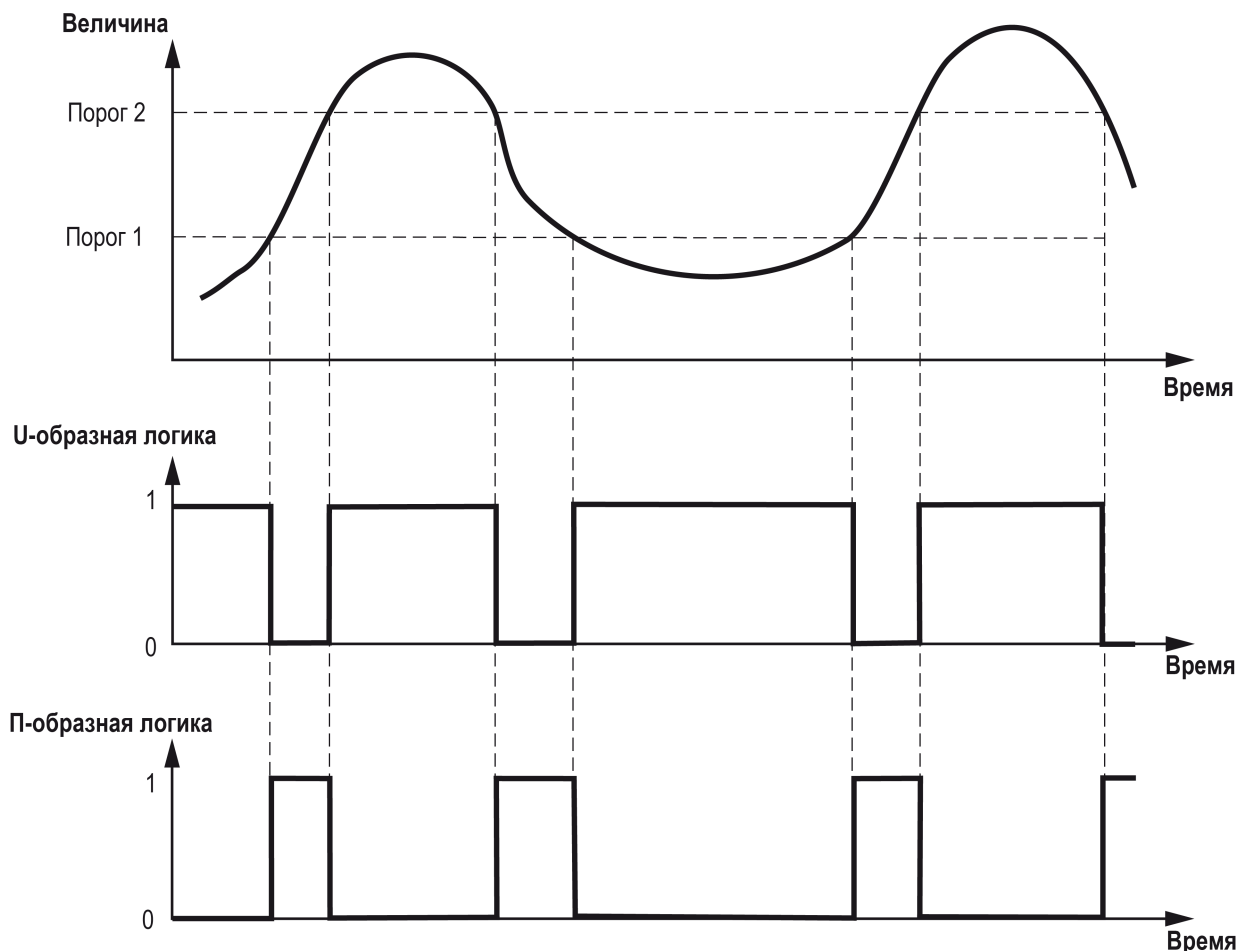 Величина
Порог 2
Порог 1
Время
U-образная логика
1
0
Время
П-образная логика
1
0
Время